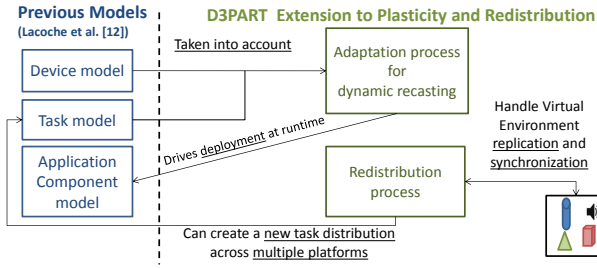 Previous Models
(Lacoche et al. [12])
D3PART Extension to Plasticity and Redistribution
Device model
Taken into account
Adaptation process
for
dynamic recasting
Task model
Application
Component
model
Drives deployment at runtime
Redistribution
process
Handle Virtual
Environment
replication and
synchronization
Can create a new task distribution
across multiple platforms